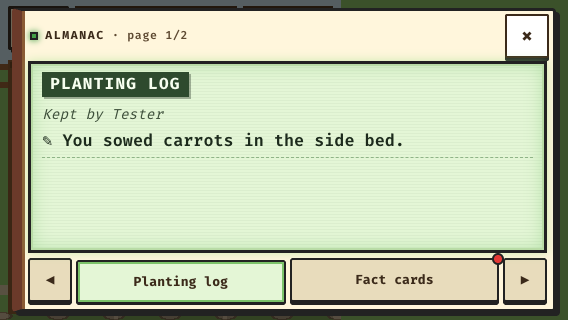 ALMANAC · page 1/2
✖
PLANTING LOG
Kept by Tester
✎ You sowed carrots in the side bed.
◄ Planting log Fact cards ►